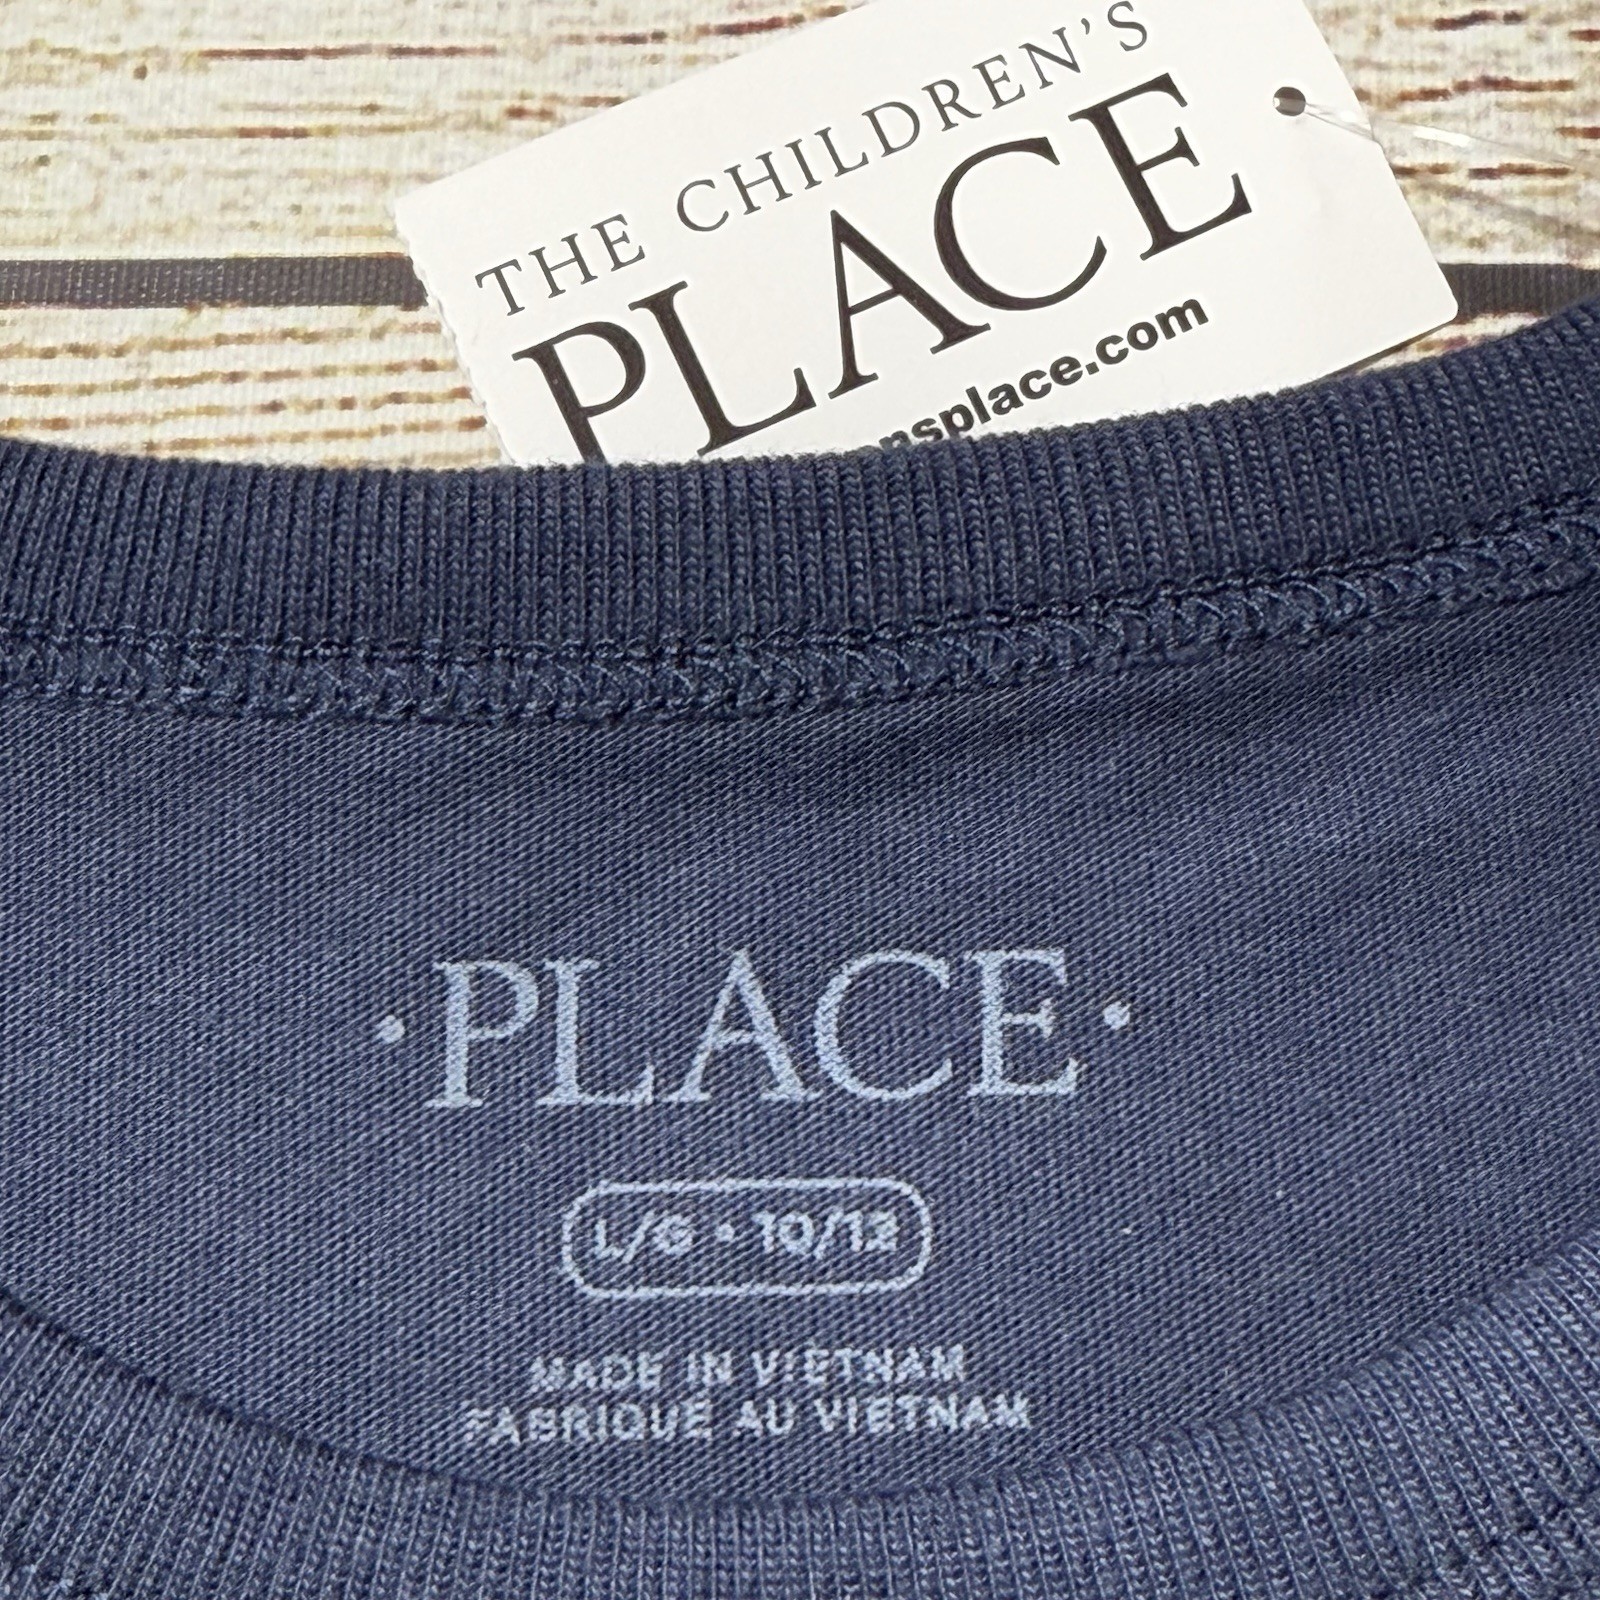 THE CHILDREN'S
PLACE
nsplace.com
•PLACE•
L/G • 10/12
MADE IN VIETNAM
FABRIQUÉ AU VIETNAM